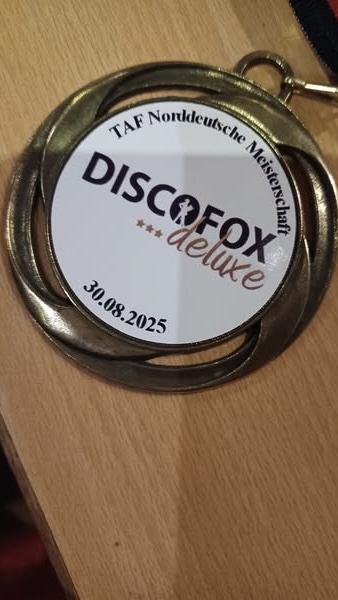 TAF Norddeutsche Meisterschaft
DISCOFOX
deluxe
30.08.2025